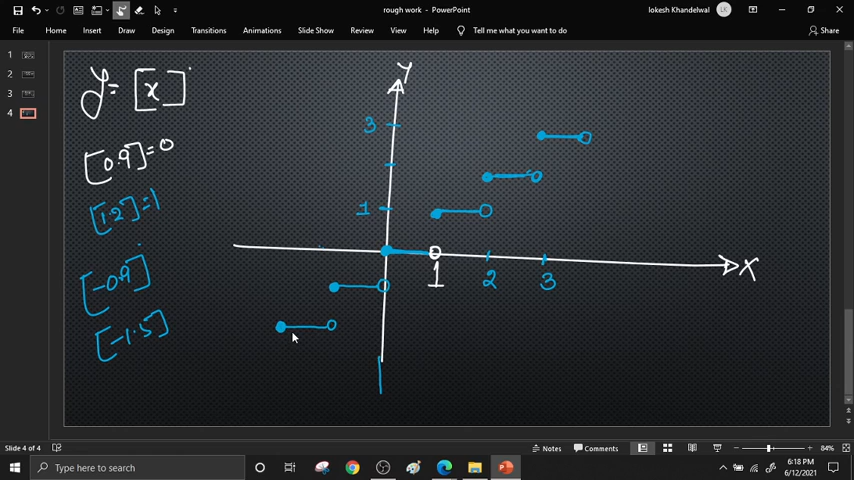 rough work - PowerPoint
lokesh Khandelwal
LK
File Home Insert Draw Design Transitions Animations Slide Show Review View Help Tell me what you want to do Share
1
2
3
4
y = [x]
[0.9] = 0
[1.2] = 1
[-0.9]
[-1.5]
Y
3
1
X
1 2 3
Slide 4 of 4
Notes Comments
84%
Type here to search
6:18 PM
6/12/2021